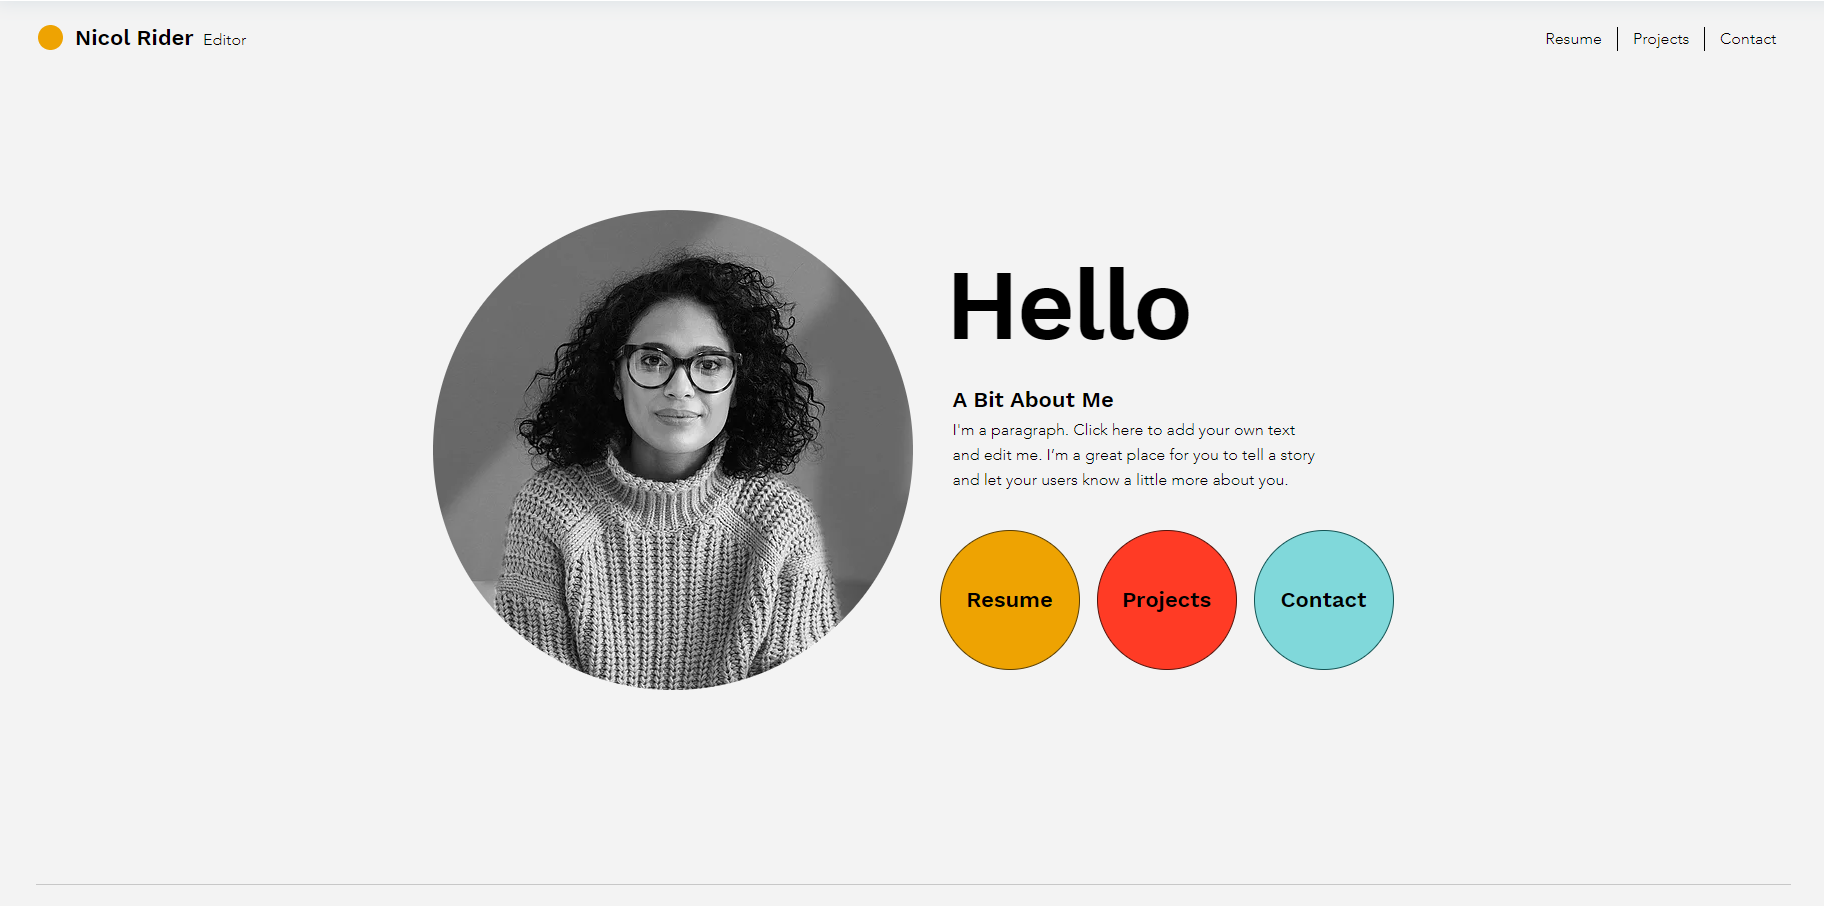 Nicol Rider Editor
Resume
Projects
Contact
Hello
A Bit About Me
I'm a paragraph. Click here to add your own text
and edit me. I’m a great place for you to tell a story
and let your users know a little more about you.
Resume
Projects
Contact